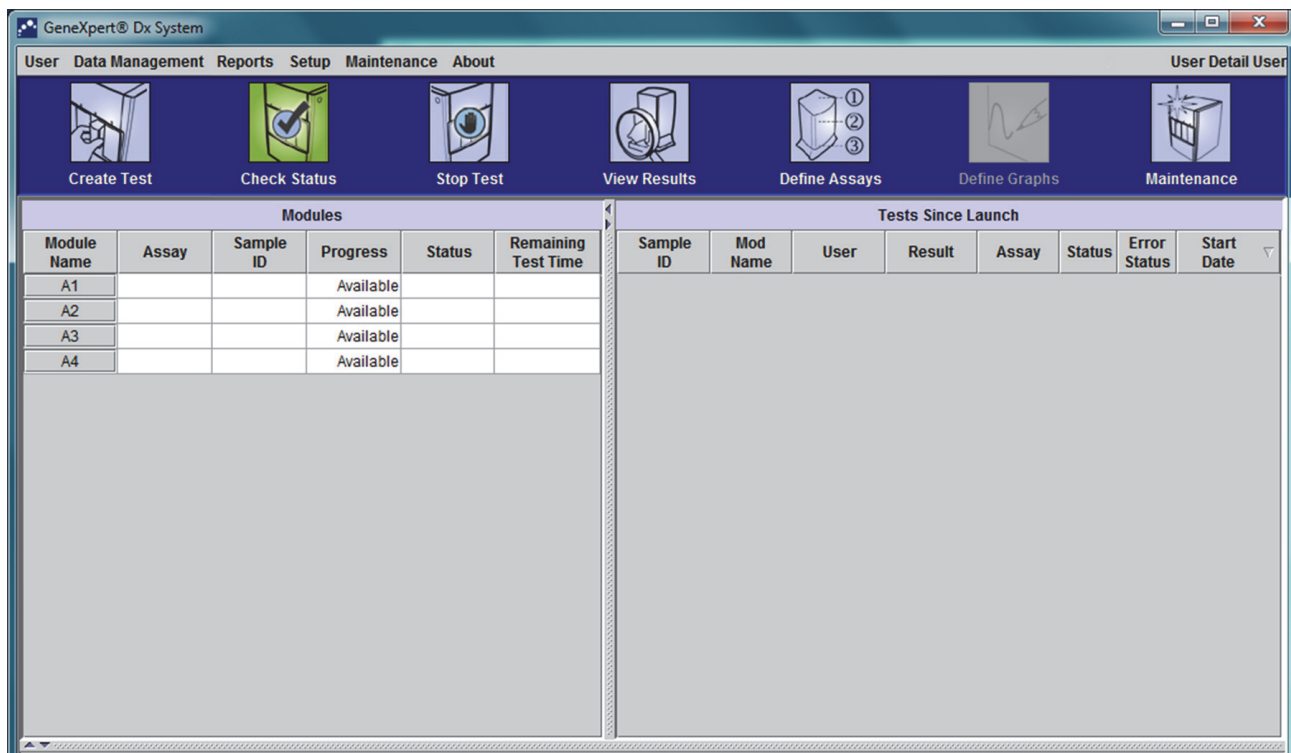 GeneXpert® Dx System
User Data Management Reports Setup Maintenance About User Detail User
① ② ③
Create Test Check Status Stop Test View Results Define Assays Define Graphs Maintenance
Modules
Module Name Assay Sample ID Progress Status Remaining Test Time
A1 Available
A2 Available
A3 Available
A4 Available
Tests Since Launch
Sample ID Mod Name User Result Assay Status Error Status Start Date